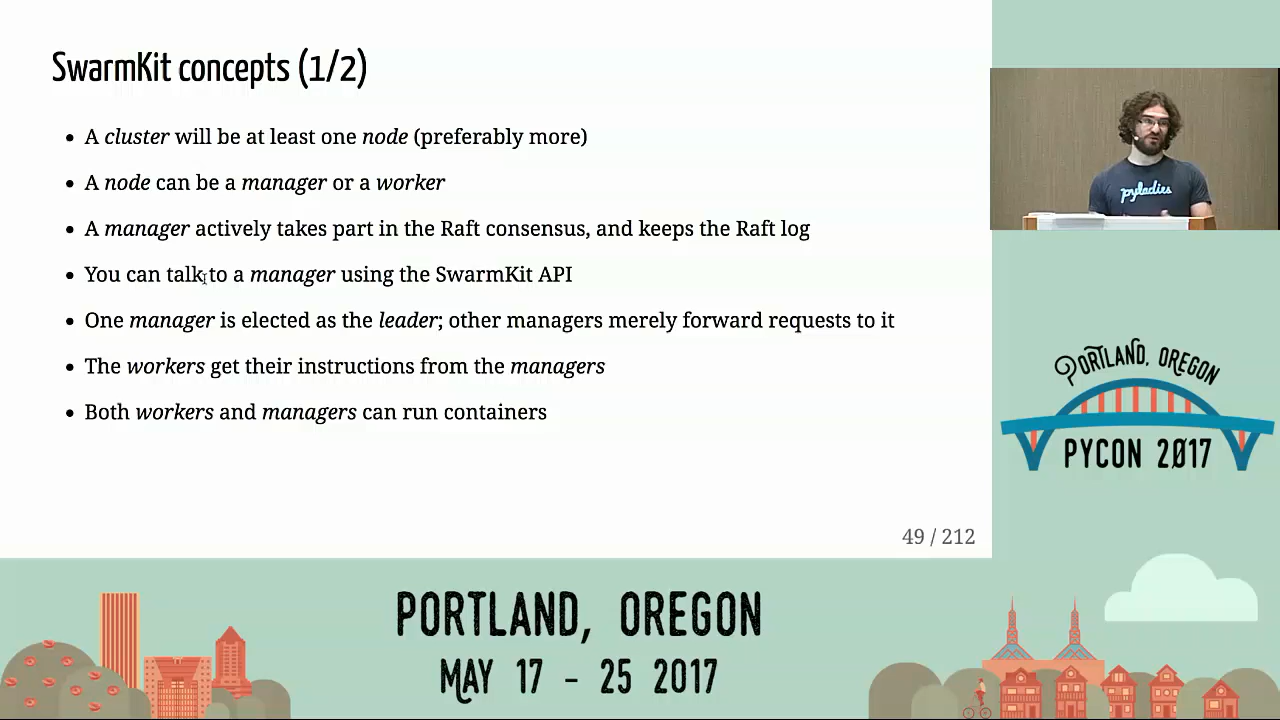 SwarmKit concepts (1/2)
• A cluster will be at least one node (preferably more)
• A node can be a manager or a worker
• A manager actively takes part in the Raft consensus, and keeps the Raft log
• You can talk to a manager using the SwarmKit API
• One manager is elected as the leader; other managers merely forward requests to it
• The workers get their instructions from the managers
• Both workers and managers can run containers
49 / 212
pyladies
PORTLAND, OREGON
PYCON 2017
PORTLAND, OREGON
MAY 17 - 25 2017